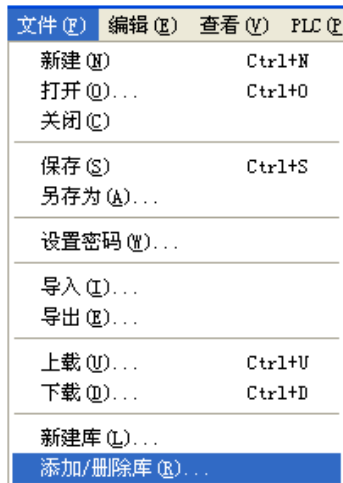 文件(F) 编辑(E) 查看(V) PLC(P
新建(N) Ctrl+N
打开(O)... Ctrl+O
关闭(C)
保存(S) Ctrl+S
另存为(A)...
设置密码(W)...
导入(I)...
导出(E)...
上载(U)... Ctrl+U
下载(D)... Ctrl+D
新建库(L)...
添加/删除库(R)...